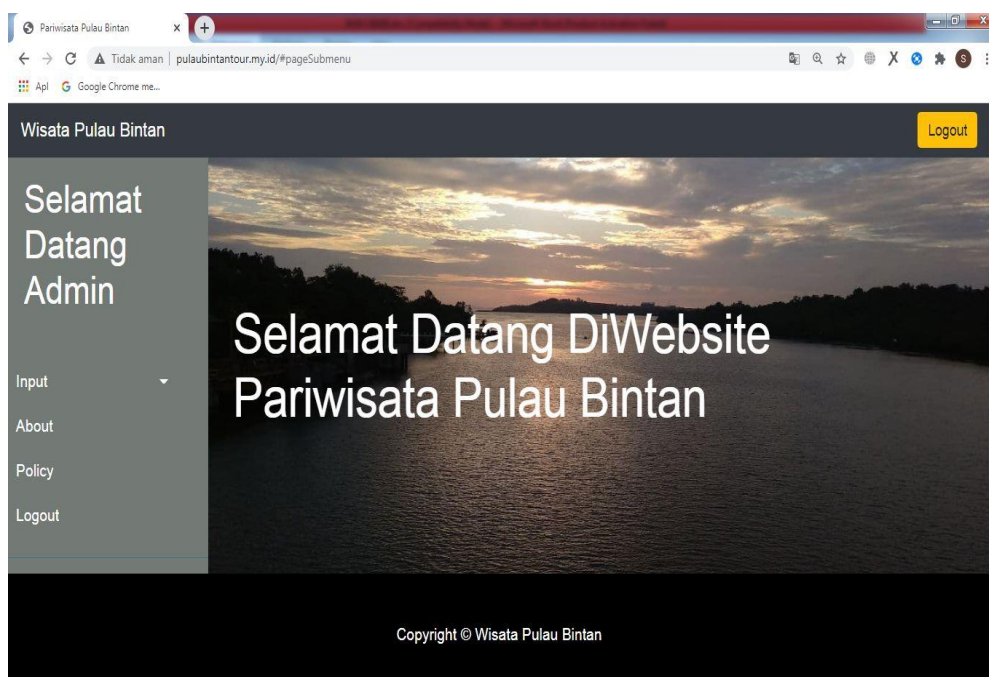 Pariwisata Pulau Bintan
Tidak aman | pulaubintantour.my.id/#pageSubmenu
S
Apl Google Chrome me...
Wisata Pulau Bintan
Logout
Selamat
Datang
Admin
Input
About
Policy
Logout
Selamat Datang DiWebsite
Pariwisata Pulau Bintan
Copyright © Wisata Pulau Bintan